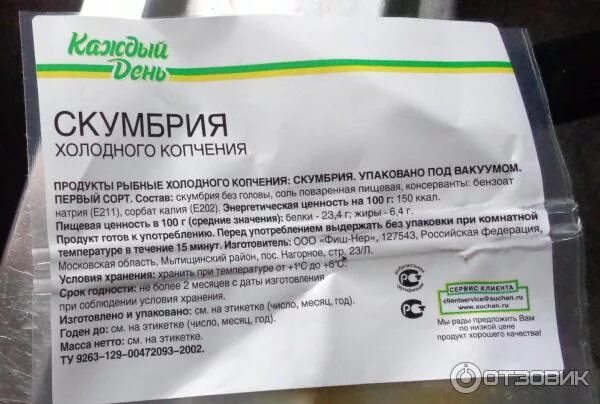 Каждый
День
СКУМБРИЯ
ХОЛОДНОГО КОПЧЕНИЯ
ПРОДУКТЫ РЫБНЫЕ ХОЛОДНОГО КОПЧЕНИЯ: СКУМБРИЯ. УПАКОВАНО ПОД ВАКУУМОМ.
ПЕРВЫЙ СОРТ. Состав: скумбрия без головы, соль поваренная пищевая, консерванты: бензоат
натрия (Е211), сорбат калия (Е202). Энергетическая ценность на 100 г: 150 ккал.
Пищевая ценность в 100 г (средние значения): белки - 23,4 г; жиры - 6,4 г.
Продукт готов к употреблению. Перед употреблением выдержать без упаковки при комнатной
температуре в течение 15 минут. Изготовитель: ООО «Фиш-Нер», 127543, Российская федерация,
Московская область, Мытищинский район, пос. Нагорное, стр. 23/Л.
Условия хранения: хранить при температуре от +1°С до +6°С.
Срок годности: не более 2 месяцев с даты изготовления
при соблюдении условия хранения.
Изготовлено и упаковано: см. на этикетке (число, месяц, год).
Годен до: см. на этикетке (число, месяц, год).
Масса нетто: см. на этикетке.
ТУ 9263-129-00472093-2002.
СЕРВИС КЛИЕНТА
clientservice@auchan.ru
www.auchan.ru
Мы рады предложить Вам
по низкой цене
продукт хорошего качества!
ОТЗОВИК